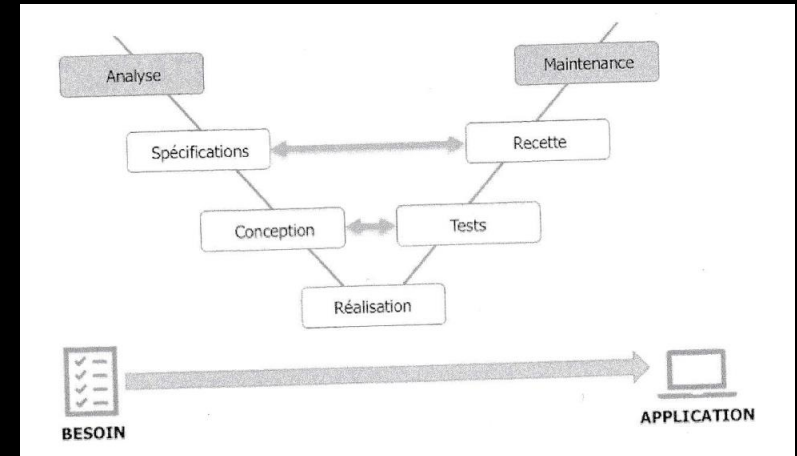 Analyse
Maintenance
Spécifications
Recette
Conception
Tests
Réalisation
BESOIN
APPLICATION